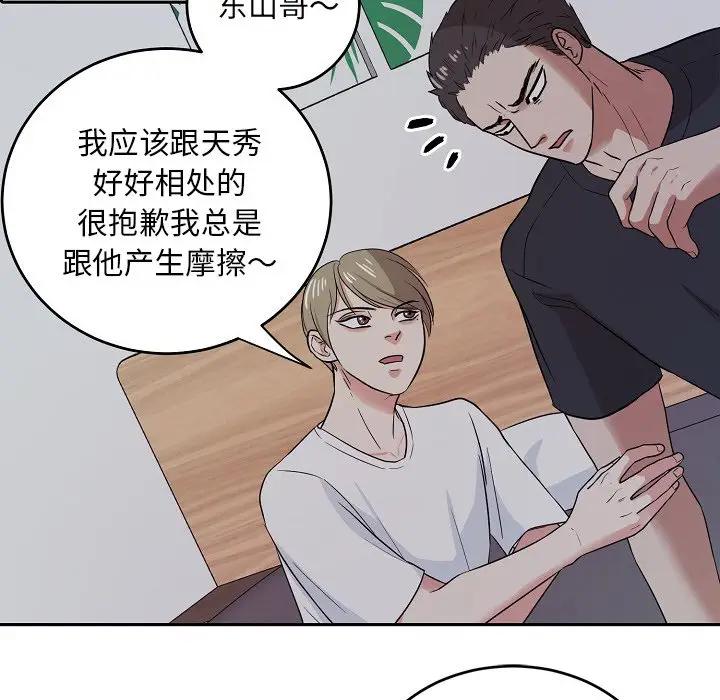 东山哥～
我应该跟天秀
好好相处的
很抱歉我总是
跟他产生摩擦～